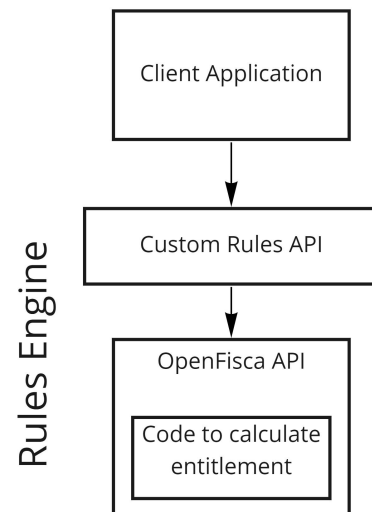 Client Application
Custom Rules API
Rules Engine
OpenFisca API
Code to calculate
entitlement